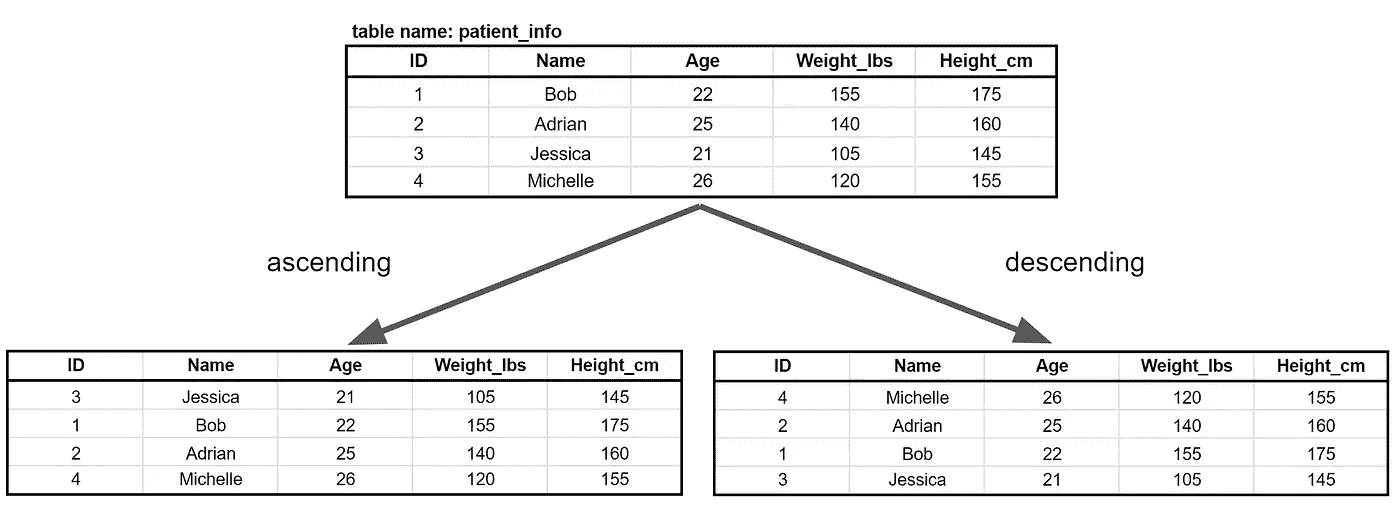 table name: patient_info
ID Name Age Weight_lbs Height_cm
1 Bob 22 155 175
2 Adrian 25 140 160
3 Jessica 21 105 145
4 Michelle 26 120 155
ascending
descending
ID Name Age Weight_lbs Height_cm
3 Jessica 21 105 145
1 Bob 22 155 175
2 Adrian 25 140 160
4 Michelle 26 120 155
ID Name Age Weight_lbs Height_cm
4 Michelle 26 120 155
2 Adrian 25 140 160
1 Bob 22 155 175
3 Jessica 21 105 145